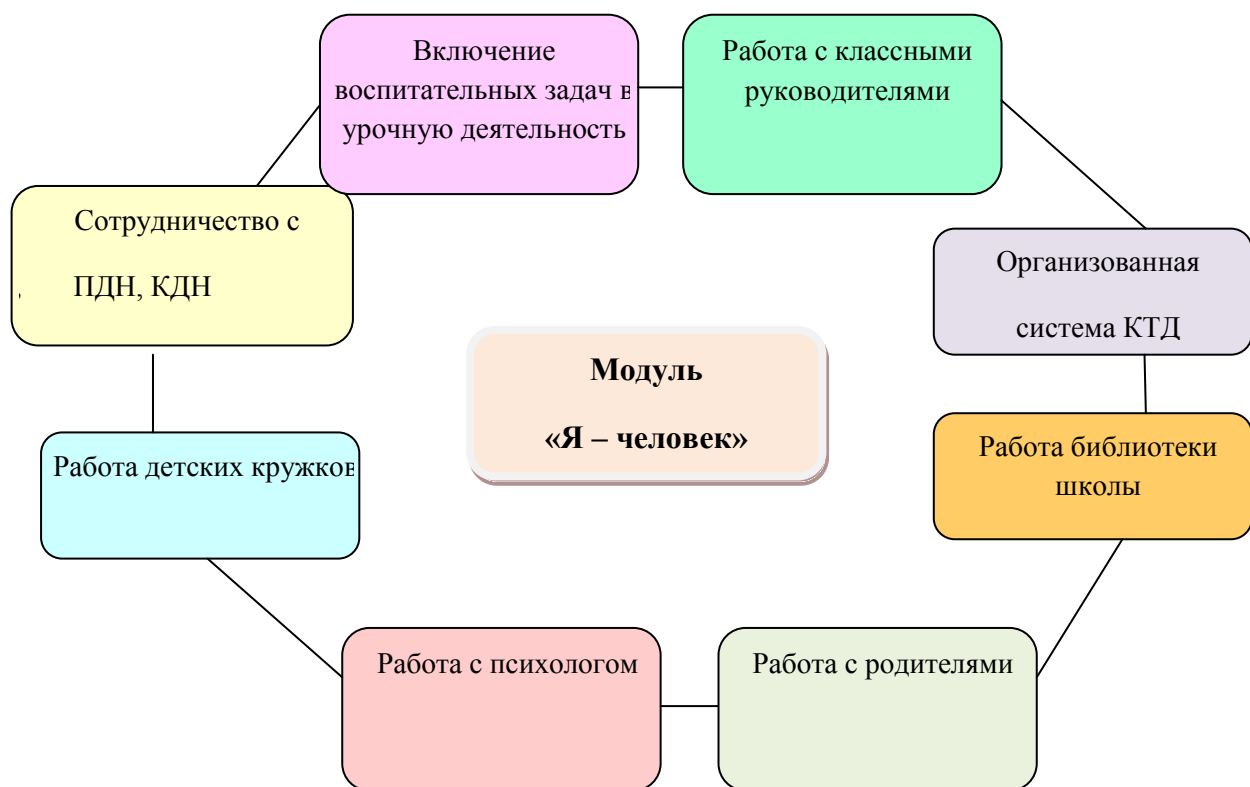 Включение
воспитательных задач в
урочную деятельность
Работа с классными
руководителями
Сотрудничество с
ПДН, КДН
,
Организованная
система КТД
Модуль
«Я – человек»
Работа детских кружков
Работа библиотеки
школы
Работа с психологом
Работа с родителями